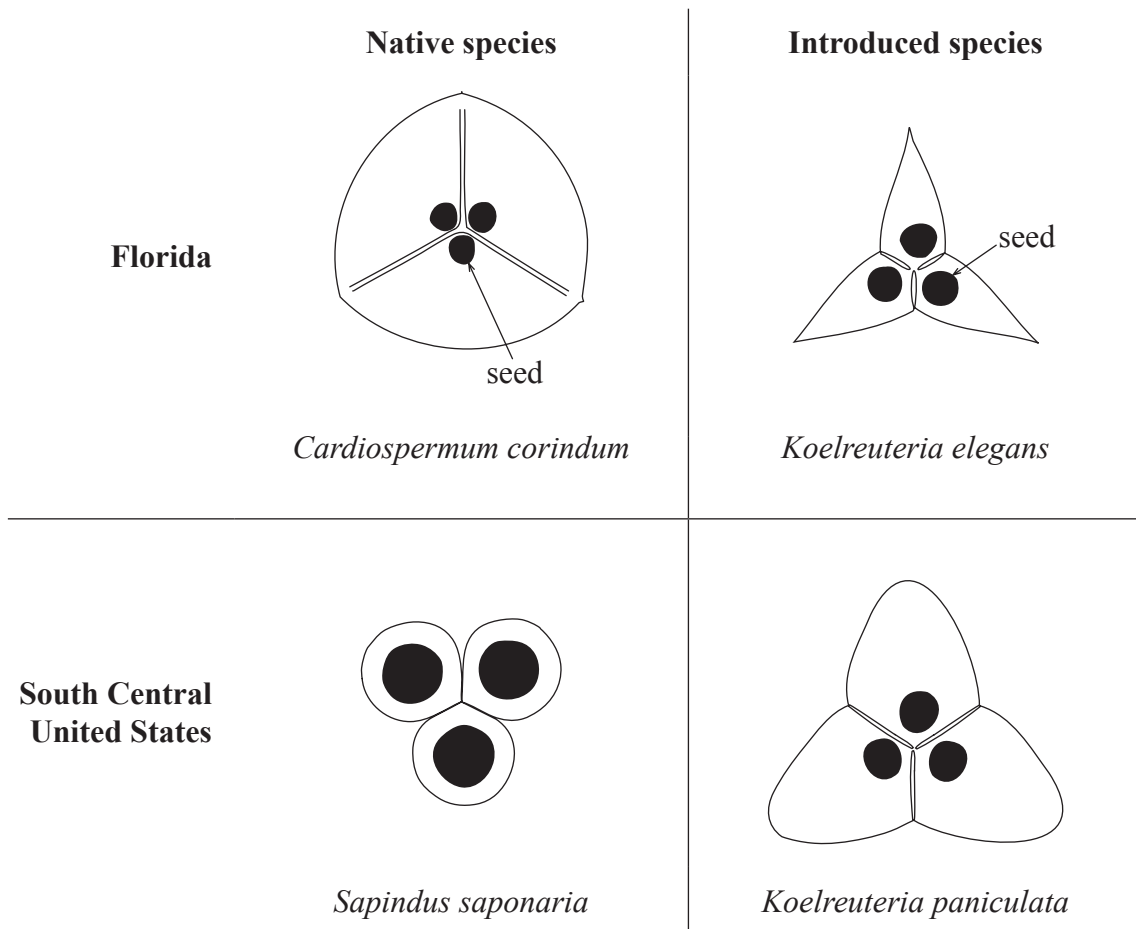 Native species
Introduced species
Florida
seed
seed
Cardiospermum corindum
Koelreuteria elegans
South Central
United States
Sapindus saponaria
Koelreuteria paniculata